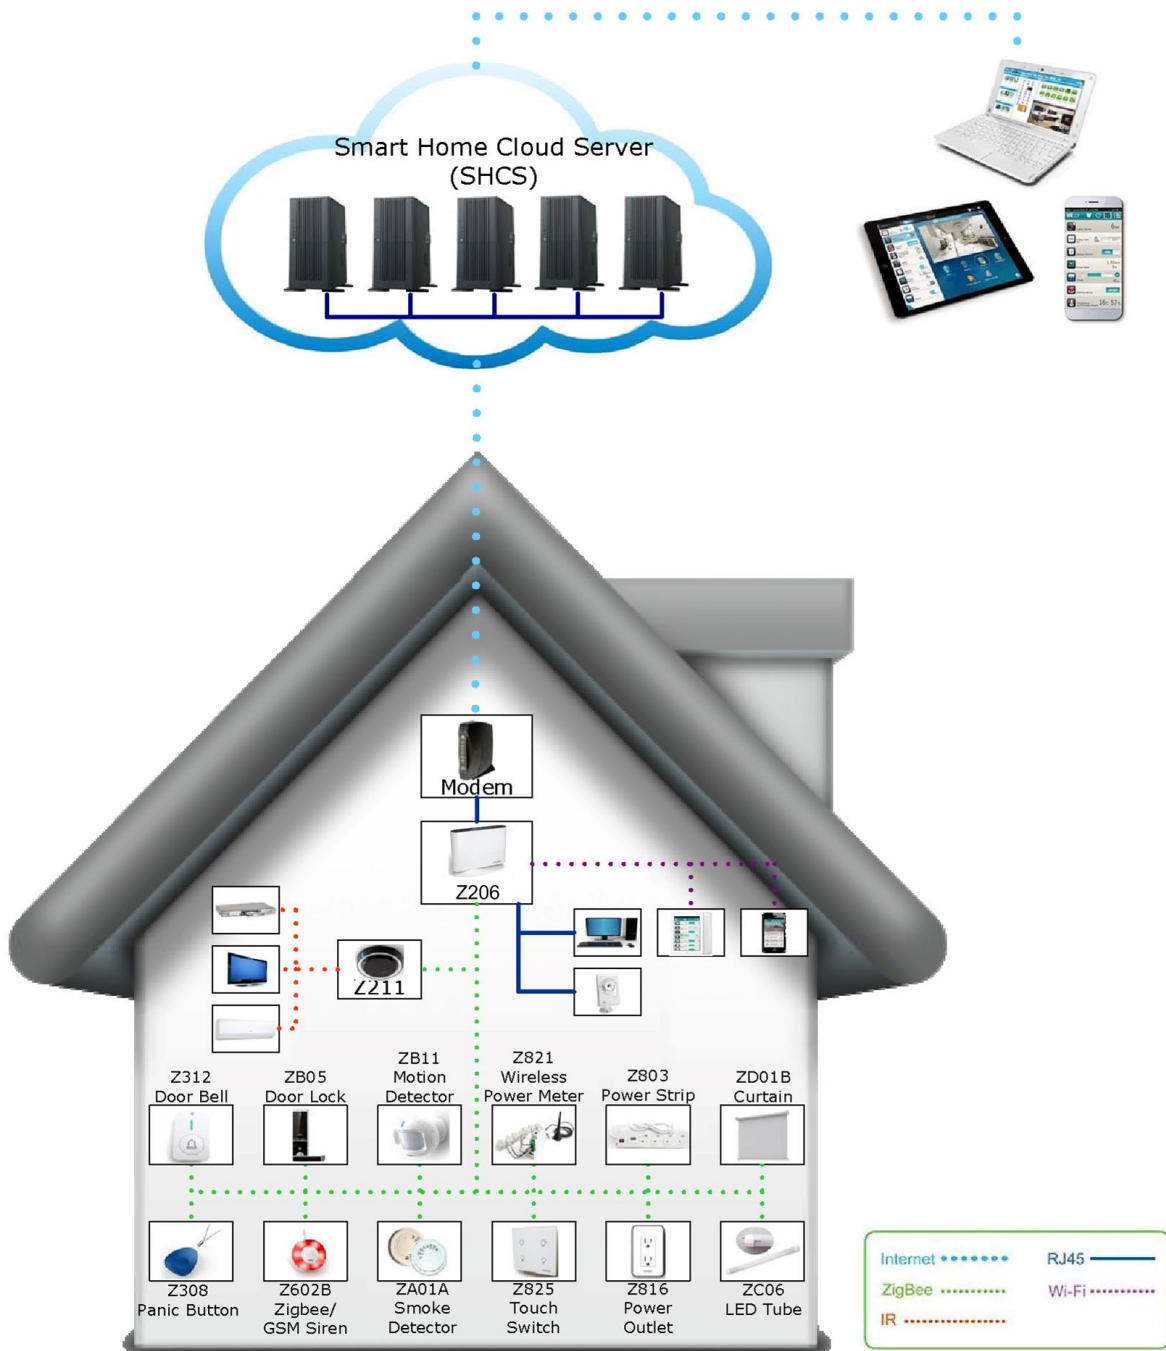 Smart Home Cloud Server
(SHCS)
Modem
Z206
Z211
Z312
Door Bell
ZB05
Door Lock
ZB11
Motion
Detector
Z821
Wireless
Power Meter
Z803
Power Strip
ZD01B
Curtain
Z308
Panic Button
Z602B
Zigbee/
GSM Siren
ZA01A
Smoke
Detector
Z825
Touch
Switch
Z816
Power
Outlet
ZC06
LED Tube
Internet
RJ45
ZigBee
Wi-Fi
IR